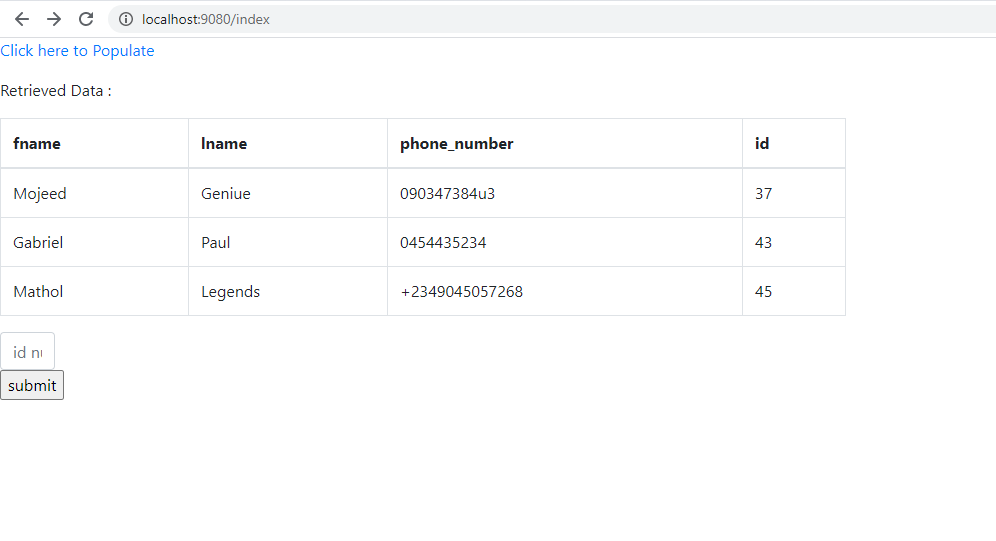 localhost:9080/index
Click here to Populate
Retrieved Data :
fname lname phone_number id
Mojeed Geniue 090347384u3 37
Gabriel Paul 0454435234 43
Mathol Legends +2349045057268 45
id nu
submit